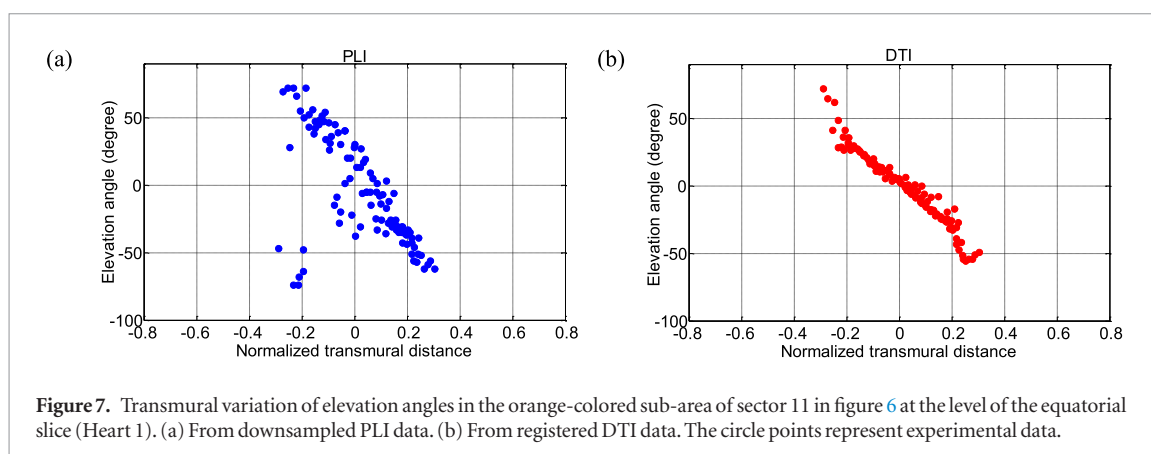 (a)
PLI
Elevation angle (degree)
50
0
-50
-100
-0.8 -0.6 -0.4 -0.2 0 0.2 0.4 0.6 0.8
Normalized transmural distance
(b)
DTI
Elevation angle (degree)
50
0
-50
-100
-0.8 -0.6 -0.4 -0.2 0 0.2 0.4 0.6 0.8
Normalized transmural distance
Figure 7. Transmural variation of elevation angles in the orange-colored sub-area of sector 11 in figure 6 at the level of the equatorial
slice (Heart 1). (a) From downsampled PLI data. (b) From registered DTI data. The circle points represent experimental data.